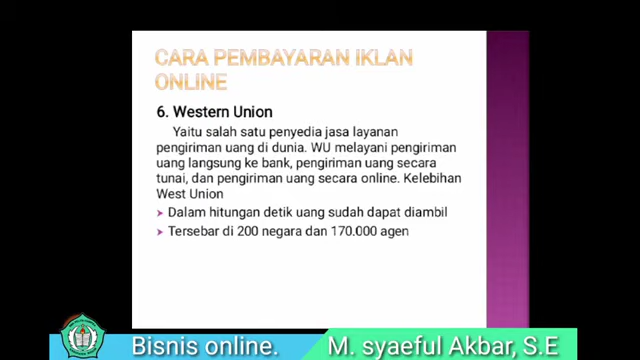 CARA PEMBAYARAN IKLAN
ONLINE
6. Western Union
Yaitu salah satu penyedia jasa layanan
pengiriman uang di dunia. WU melayani pengiriman
uang langsung ke bank, pengiriman uang secara
tunai, dan pengiriman uang secara online. Kelebihan
West Union
➤ Dalam hitungan detik uang sudah dapat diambil
➤ Tersebar di 200 negara dan 170.000 agen
Bisnis online. M. syaeful Akbar, S.E